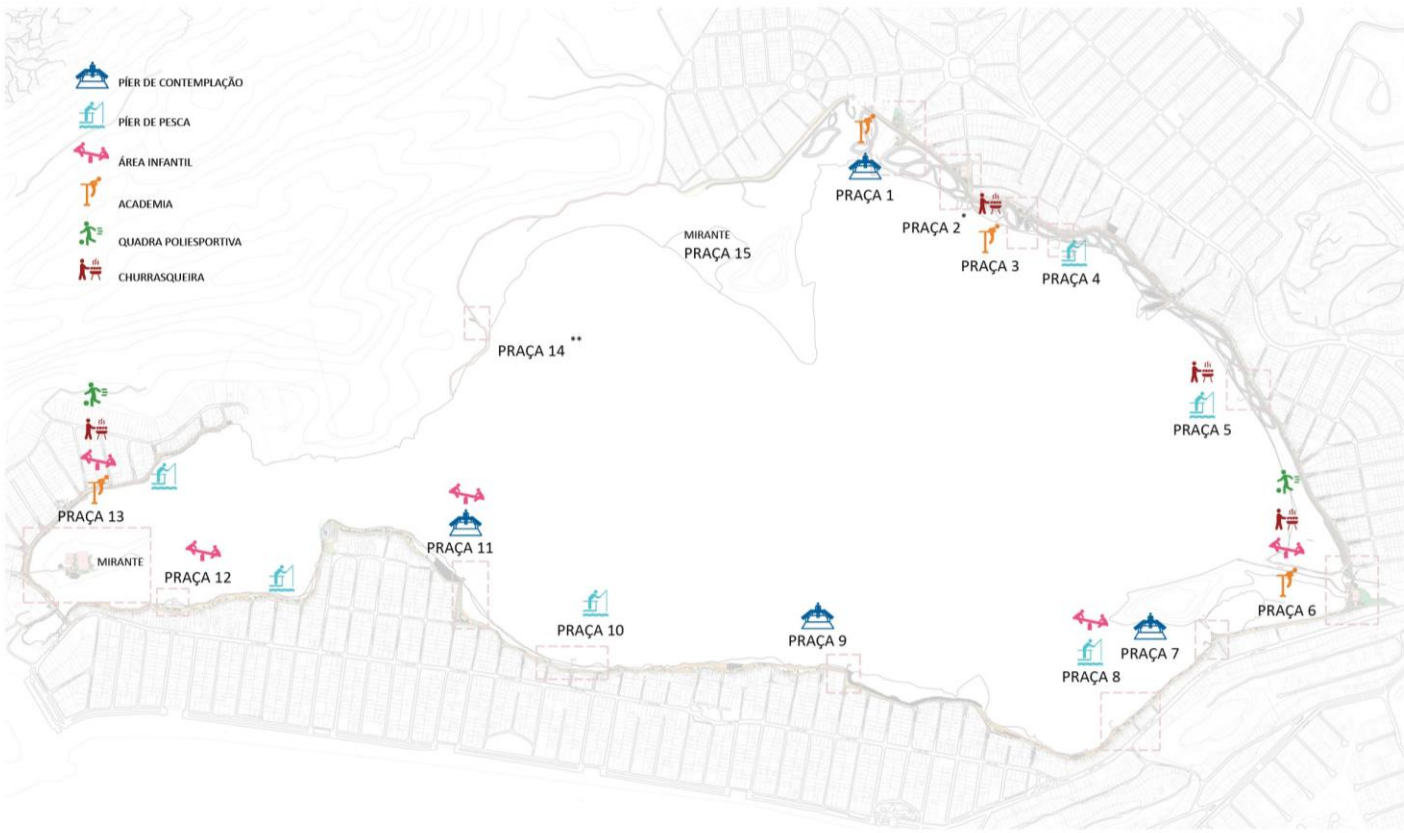 PÍER DE CONTEMPLAÇÃO
PÍER DE PESCA
ÁREA INFANTIL
ACADEMIA
QUADRA POLIESPORTIVA
CHURRASQUEIRA
PRAÇA 1
PRAÇA 2*
MIRANTE
PRAÇA 15
PRAÇA 3
PRAÇA 4
PRAÇA 14 **
PRAÇA 5
PRAÇA 13
MIRANTE
PRAÇA 12
PRAÇA 11
PRAÇA 10
PRAÇA 9
PRAÇA 8
PRAÇA 7
PRAÇA 6